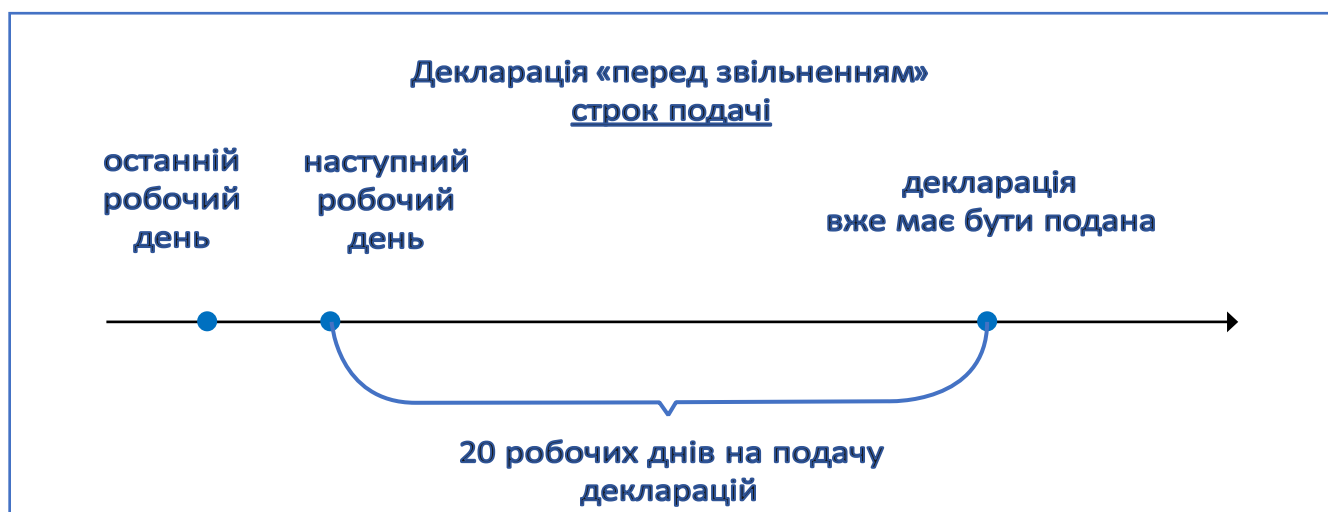 Декларація «перед звільненням»
строк подачі
останній
робочий
день
наступний
робочий
день
декларація
вже має бути подана
20 робочих днів на подачу
декларацій